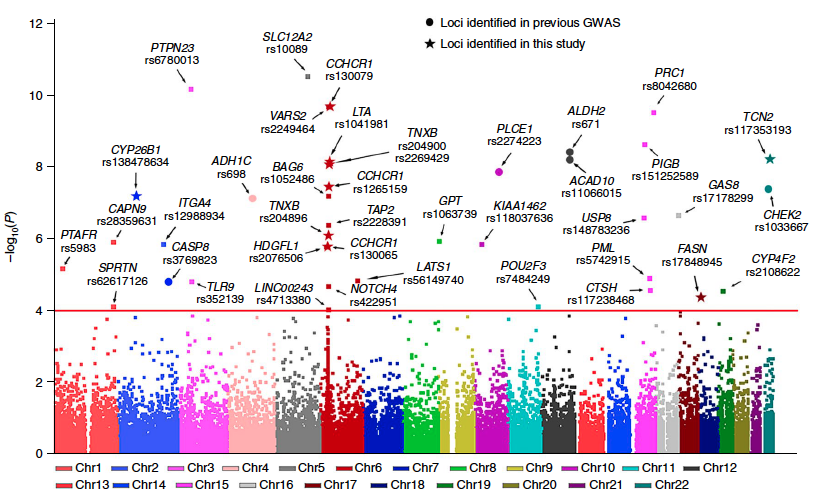 12
10
8
6
4
2
0
−log10(P)
Loci identified in previous GWAS
Loci identified in this study
PTPN23
rs6780013
SLC12A2
rs10089
CCHCR1
rs130079
VARS2
rs2249464
LTA
rs1041981
TNXB
rs204900
rs2269429
PLCE1
rs2274223
ALDH2
rs671
PRC1
rs8042680
TCN2
rs117353193
CYP26B1
rs138478634
ADH1C
rs698
BAG6
rs1052486
CCHCR1
rs1265159
ACAD10
rs11066015
PIGB
rs151252589
GAS8
rs17178299
CHEK2
rs1033667
CAPN9
rs28359631
ITGA4
rs12988934
TNXB
rs204896
TAP2
rs2228391
GPT
rs1063739
KIAA1462
rs118037636
USP8
rs148783236
PTAFR
rs5983
CASP8
rs3769823
HDGFL1
rs2076506
CCHCR1
rs130065
PML
rs5742915
FASN
rs17848945
CYP4F2
rs2108622
SPRTN
rs62617126
TLR9
rs352139
LINC00243
rs4713380
NOTCH4
rs422951
LATS1
rs56149740
POU2F3
rs7484249
CTSH
rs117238468
Chr1 Chr2 Chr3 Chr4 Chr5 Chr6 Chr7 Chr8 Chr9 Chr10 Chr11 Chr12
Chr13 Chr14 Chr15 Chr16 Chr17 Chr18 Chr19 Chr20 Chr21 Chr22